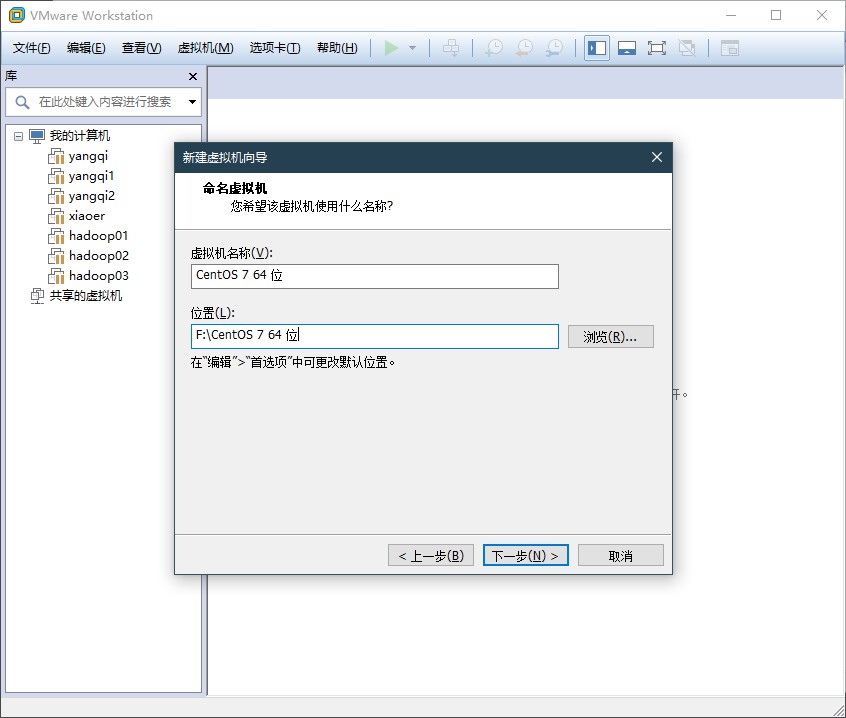 VMware Workstation
文件(F) 编辑(E) 查看(V) 虚拟机(M) 选项卡(T) 帮助(H)
库
在此处键入内容进行搜索
我的计算机
yangqi
yangqi1
yangqi2
xiaoer
hadoop01
hadoop02
hadoop03
共享的虚拟机
新建虚拟机向导
命名虚拟机
您希望该虚拟机使用什么名称?
虚拟机名称(V):
CentOS 7 64 位
位置(L):
F:\CentOS 7 64 位
浏览(R)...
在“编辑”>“首选项”中可更改默认位置。
< 上一步(B) 下一步(N) > 取消